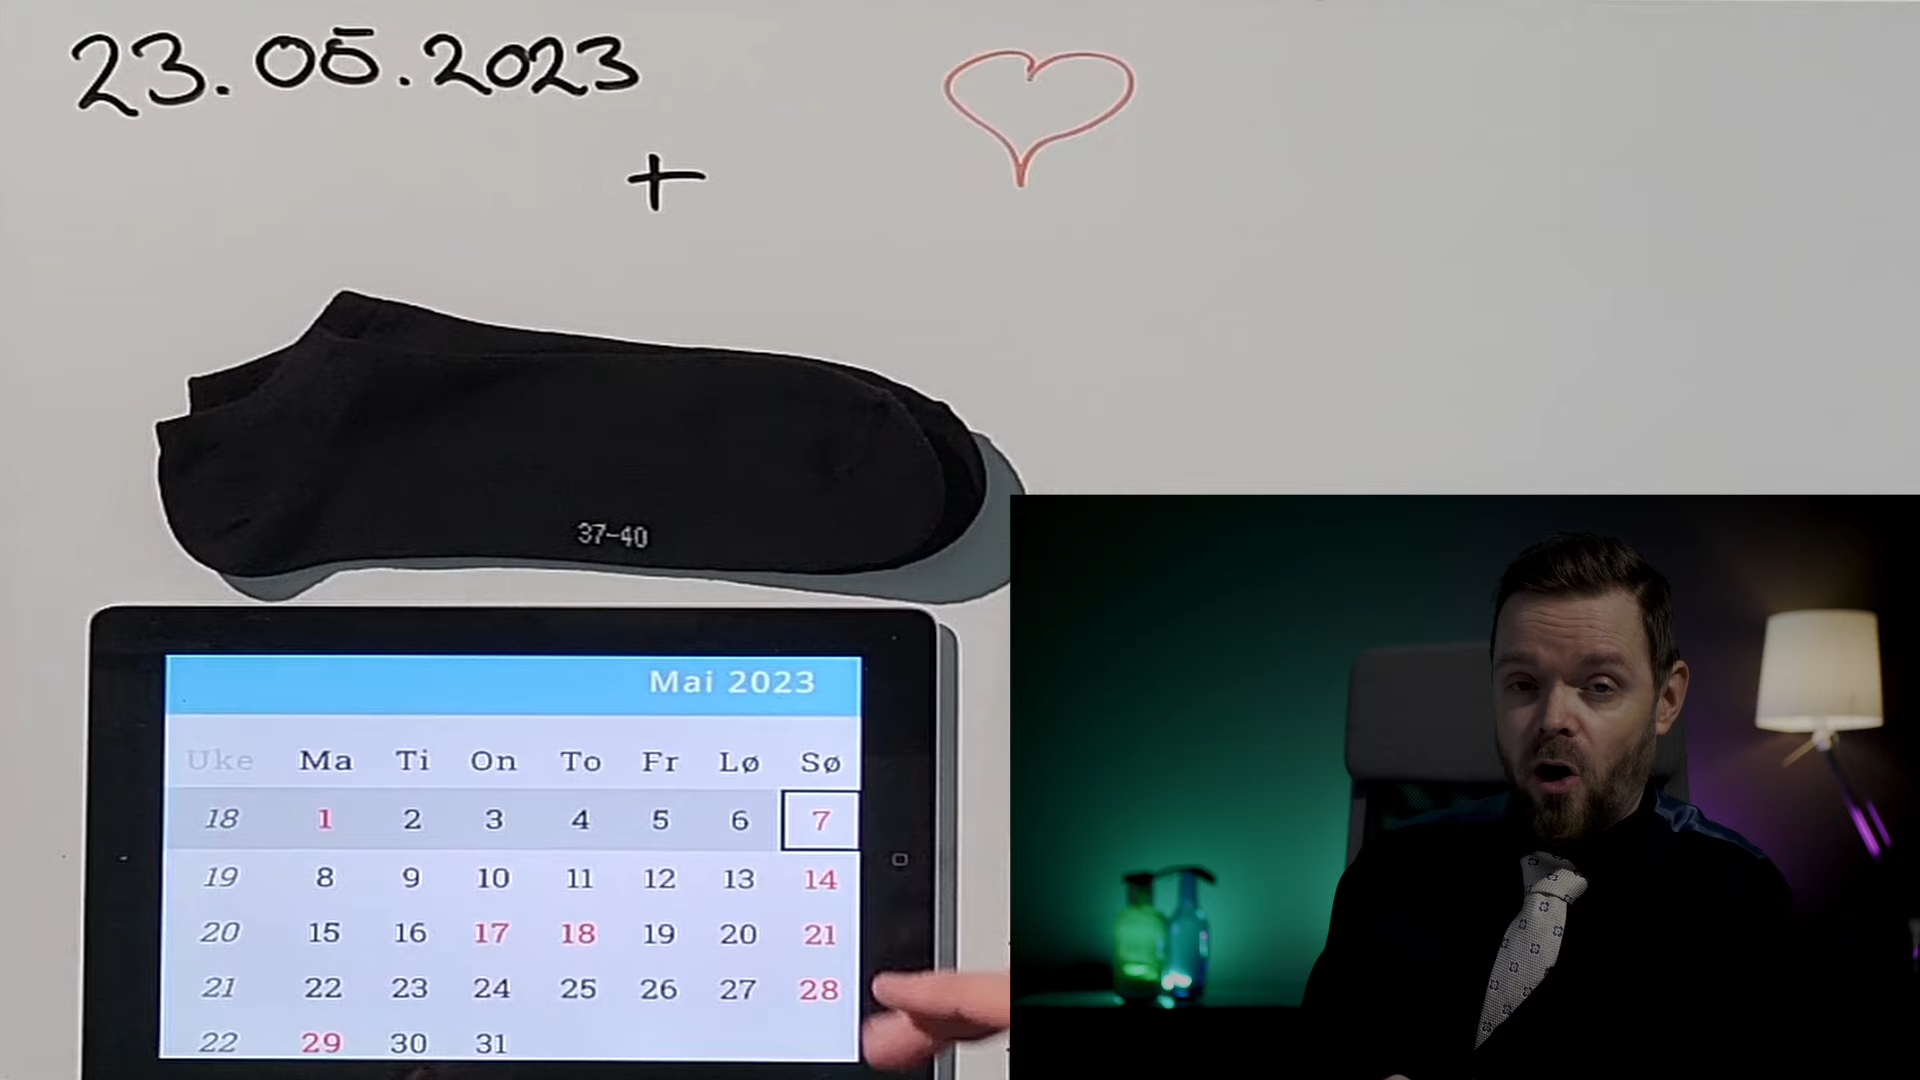 23.05.2023
+
37-40
Mai 2023
Uke Ma Ti On To Fr Lø Sø
18 1 2 3 4 5 6 7
19 8 9 10 11 12 13 14
20 15 16 17 18 19 20 21
21 22 23 24 25 26 27 28
22 29 30 31